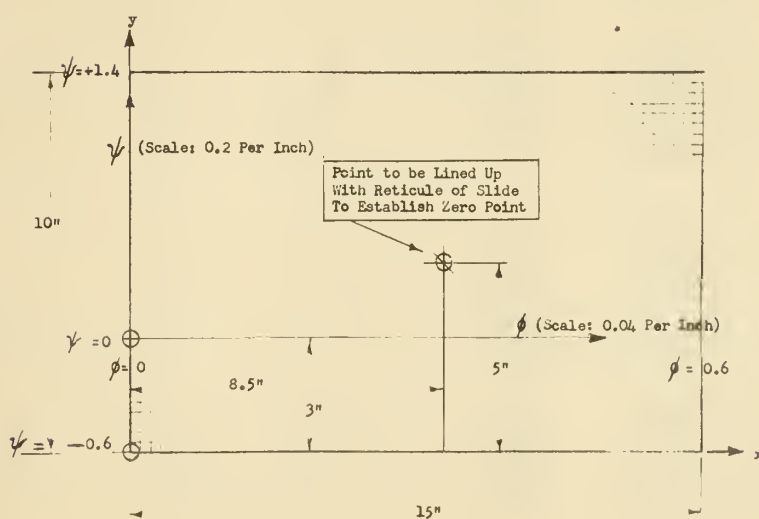 y
ψ=+1.4
ψ (Scale: 0.2 Per Inch)
Point to be Lined Up
With Reticule of Slide
To Establish Zero Point
10"
ϕ (Scale: 0.04 Per Inch)
ψ =0
ϕ= 0
8.5"
3"
5"
ϕ = 0.6
ψ = -0.6
x
15"